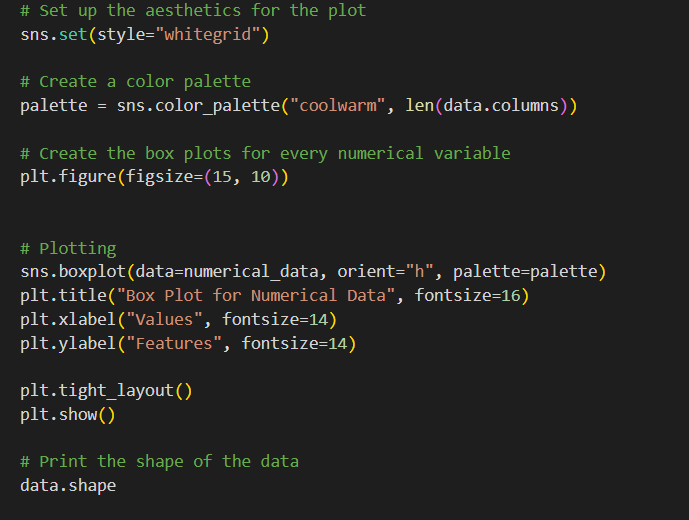 # Set up the aesthetics for the plot
sns.set(style="whitegrid")
# Create a color palette
palette = sns.color_palette("coolwarm", len(data.columns))
# Create the box plots for every numerical variable
plt.figure(figsize=(15, 10))
# Plotting
sns.boxplot(data=numerical_data, orient="h", palette=palette)
plt.title("Box Plot for Numerical Data", fontsize=16)
plt.xlabel("Values", fontsize=14)
plt.ylabel("Features", fontsize=14)
plt.tight_layout()
plt.show()
# Print the shape of the data
data.shape